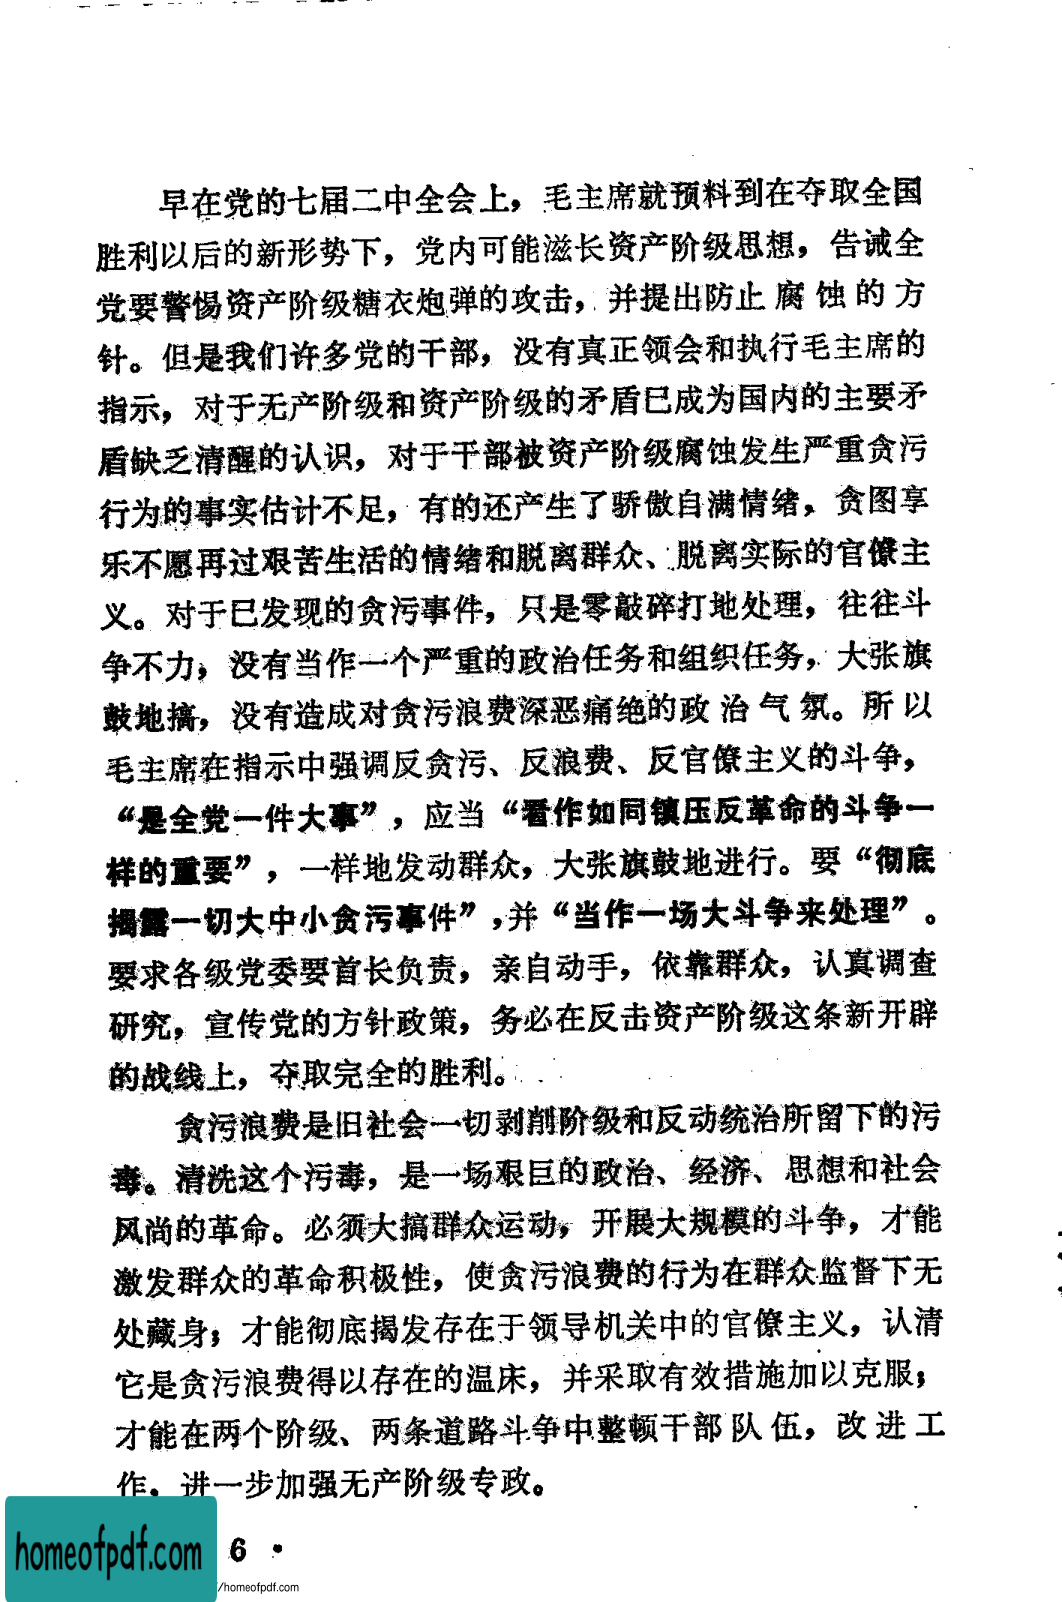 早在党的七届二中全会上，毛主席就预料到在夺取全国
胜利以后的新形势下，党内可能滋长资产阶级思想，告诫全
党要警惕资产阶级糖衣炮弹的攻击，并提出防止腐蚀的方
针。但是我们许多党的干部，没有真正领会和执行毛主席的
指示，对于无产阶级和资产阶级的矛盾已成为国内的主要矛
盾缺乏清醒的认识，对于干部被资产阶级腐蚀发生严重贪污
行为的事实估计不足，有的还产生了骄傲自满情绪，贪图享
乐不愿再过艰苦生活的情绪和脱离群众、脱离实际的官僚主
义。对于已发现的贪污事件，只是零敲碎打地处理，往往斗
争不力，没有当作一个严重的政治任务和组织任务，大张旗
鼓地搞，没有造成对贪污浪费深恶痛绝的政治气氛。所以
毛主席在指示中强调反贪污、反浪费、反官僚主义的斗争，
“是全党一件大事”，应当“看作如同镇压反革命的斗争一
样的重要”，一样地发动群众，大张旗鼓地进行。要“彻底
揭露一切大中小贪污事件”，并“当作一场大斗争来处理”。
要求各级党委要首长负责，亲自动手，依靠群众，认真调查
研究，宣传党的方针政策，务必在反击资产阶级这条新开辟
的战线上，夺取完全的胜利。
贪污浪费是旧社会一切剥削阶级和反动统治所留下的污
毒。清洗这个污毒，是一场艰巨的政治、经济、思想和社会
风尚的革命。必须大搞群众运动，开展大规模的斗争，才能
激发群众的革命积极性，使贪污浪费的行为在群众监督下无
处藏身；才能彻底揭发存在于领导机关中的官僚主义，认清
它是贪污浪费得以存在的温床，并采取有效措施加以克服；
才能在两个阶级、两条道路斗争中整顿干部队伍，改进工
作，进一步加强无产阶级专政。
6 ·
homeofpdf.com
/homeofpdf.com